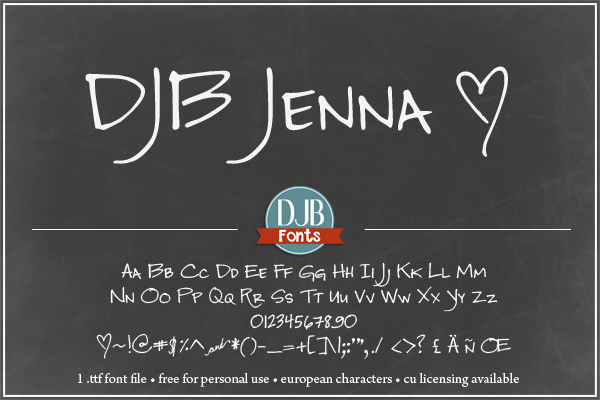 DJB JENNA ♡
DJB
Fonts
AA BB CC DD EE FF GG HH II JJ KK LL MM
NN OO PP QQ RR SS TT UU VV WW XX YY ZZ
01234567890
♡~!@#$%^and*()-_=+[]\|;:'",./ <>? £ Ä Ñ Œ
1 .ttf font file • free for personal use • european characters • cu licensing available